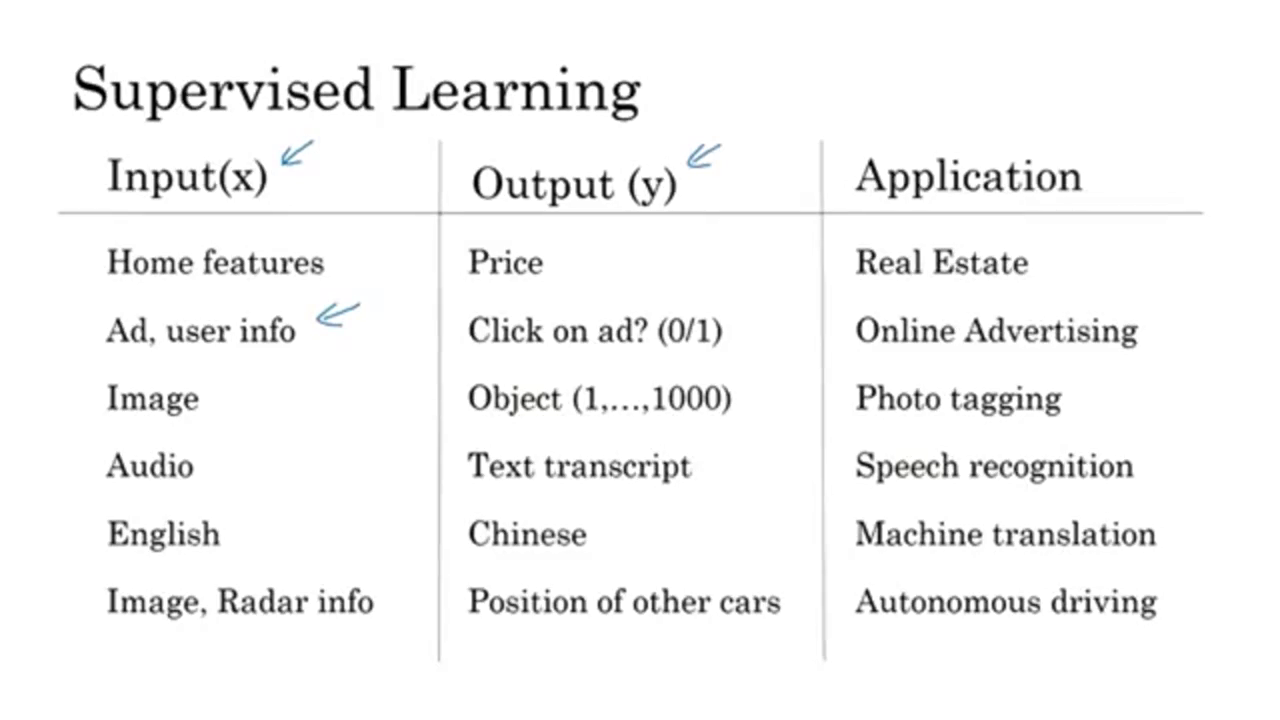 Supervised Learning
Input(x) Output (y) Application
Home features Price Real Estate
Ad, user info Click on ad? (0/1) Online Advertising
Image Object (1,...,1000) Photo tagging
Audio Text transcript Speech recognition
English Chinese Machine translation
Image, Radar info Position of other cars Autonomous driving